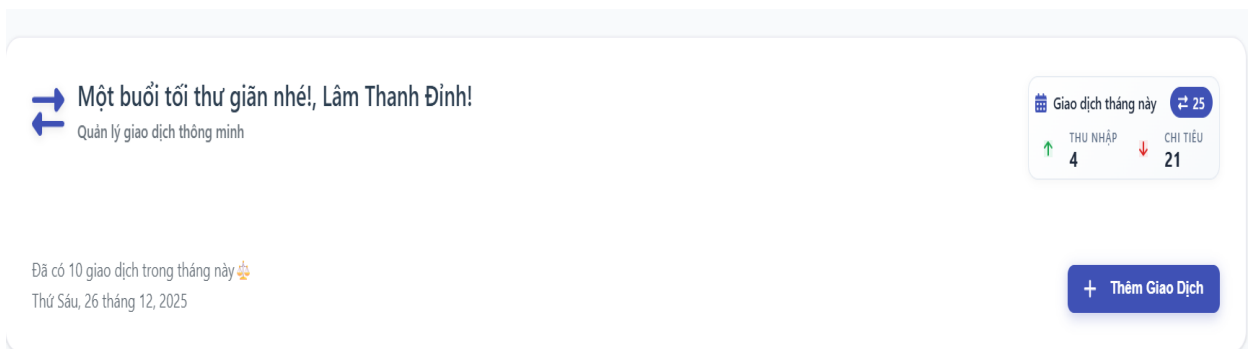 Một buổi tối thư giãn nhé!, Lâm Thanh Đỉnh!
Quản lý giao dịch thông minh
Giao dịch tháng này 25
THU NHẬP
4
CHI TIÊU
21
Đã có 10 giao dịch trong tháng này
Thứ Sáu, 26 tháng 12, 2025
+ Thêm Giao Dịch